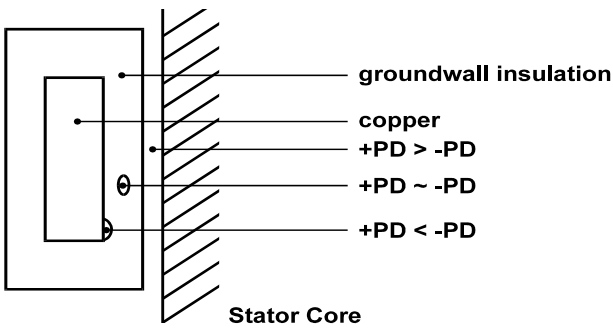 groundwall insulation
copper
+PD > -PD
+PD ~ -PD
+PD < -PD
Stator Core